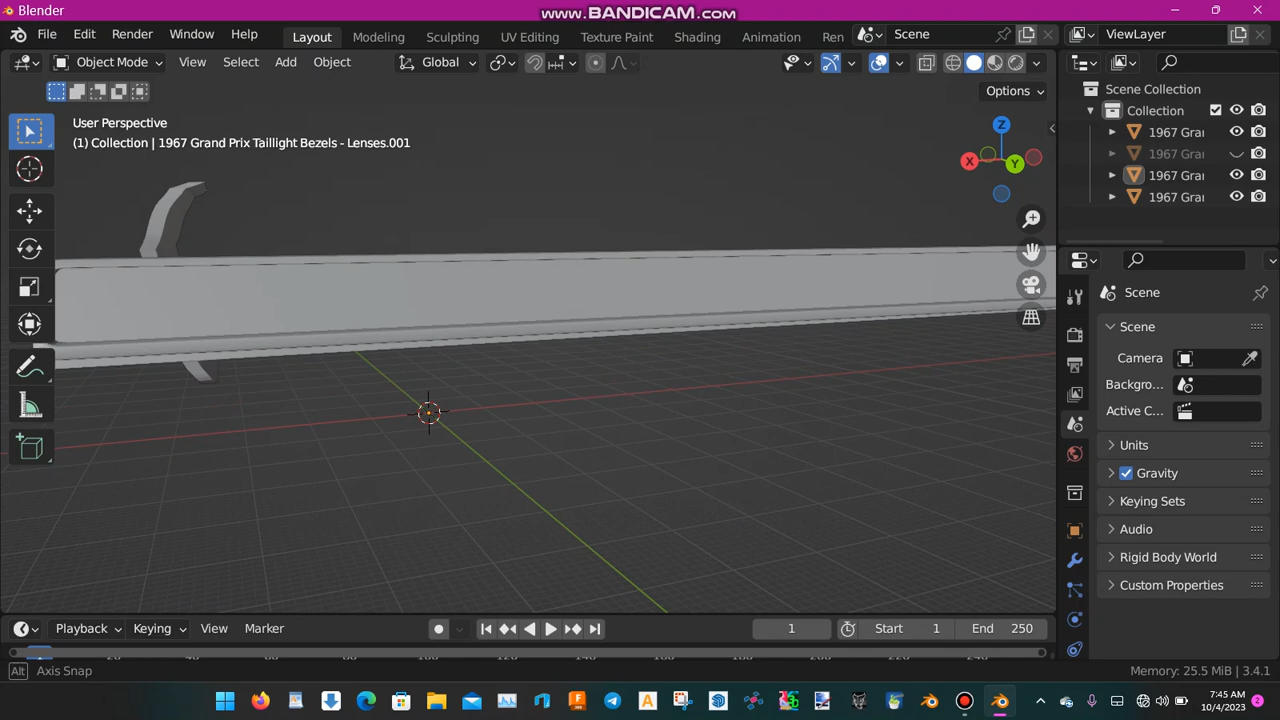 Blender
www.BANDICAM.com
File Edit Render Window Help
Layout Modeling Sculpting UV Editing Texture Paint Shading Animation Ren
Scene
ViewLayer
Object Mode View Select Add Object
Global
Options
User Perspective
(1) Collection | 1967 Grand Prix Taillight Bezels - Lenses.001
Z
X
Y
Scene Collection
Collection
1967 Gra
1967 Gra
1967 Gra
1967 Gra
Scene
Scene
Camera
Backgro...
Active C...
Units
Gravity
Keying Sets
Audio
Rigid Body World
Custom Properties
Playback Keying View Marker
1
Start 1
End 250
Alt Axis Snap
Memory: 25.5 MiB | 3.4.1
7:45 AM
10/4/2023
2